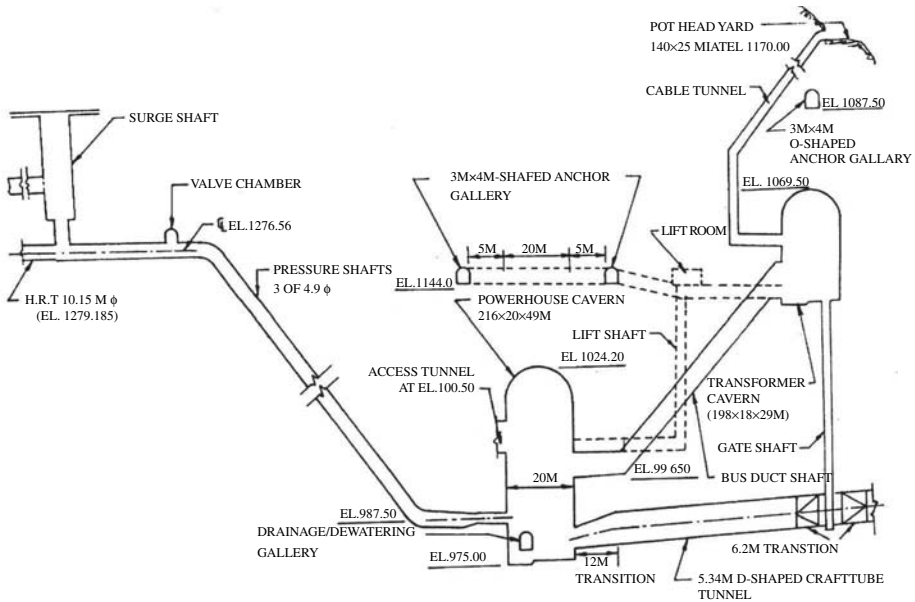 POT HEAD YARD
140×25 MIATEL 1170.00
CABLE TUNNEL
EL 1087.50
3M×4M
O-SHAPED
ANCHOR GALLARY
SURGE SHAFT
VALVE CHAMBER
3M×4M-SHAFED ANCHOR
GALLERY
EL. 1069.50
℄ EL.1276.56
5M
20M
5M
LIFT ROOM
PRESSURE SHAFTS
3 OF 4.9 ϕ
EL.1144.0
H.R.T 10.15 M ϕ
(EL. 1279.185)
POWERHOUSE CAVERN
216×20×49M
LIFT SHAFT
EL 1024.20
ACCESS TUNNEL
AT EL.100.50
TRANSFORMER
CAVERN
(198×18×29M)
GATE SHAFT
EL.99 650
BUS DUCT SHAFT
20M
EL.987.50
DRAINAGE/DEWATERING
GALLERY
EL.975.00
12M
TRANSITION
6.2M TRANSTION
5.34M D-SHAPED CRAFTTUBE
TUNNEL